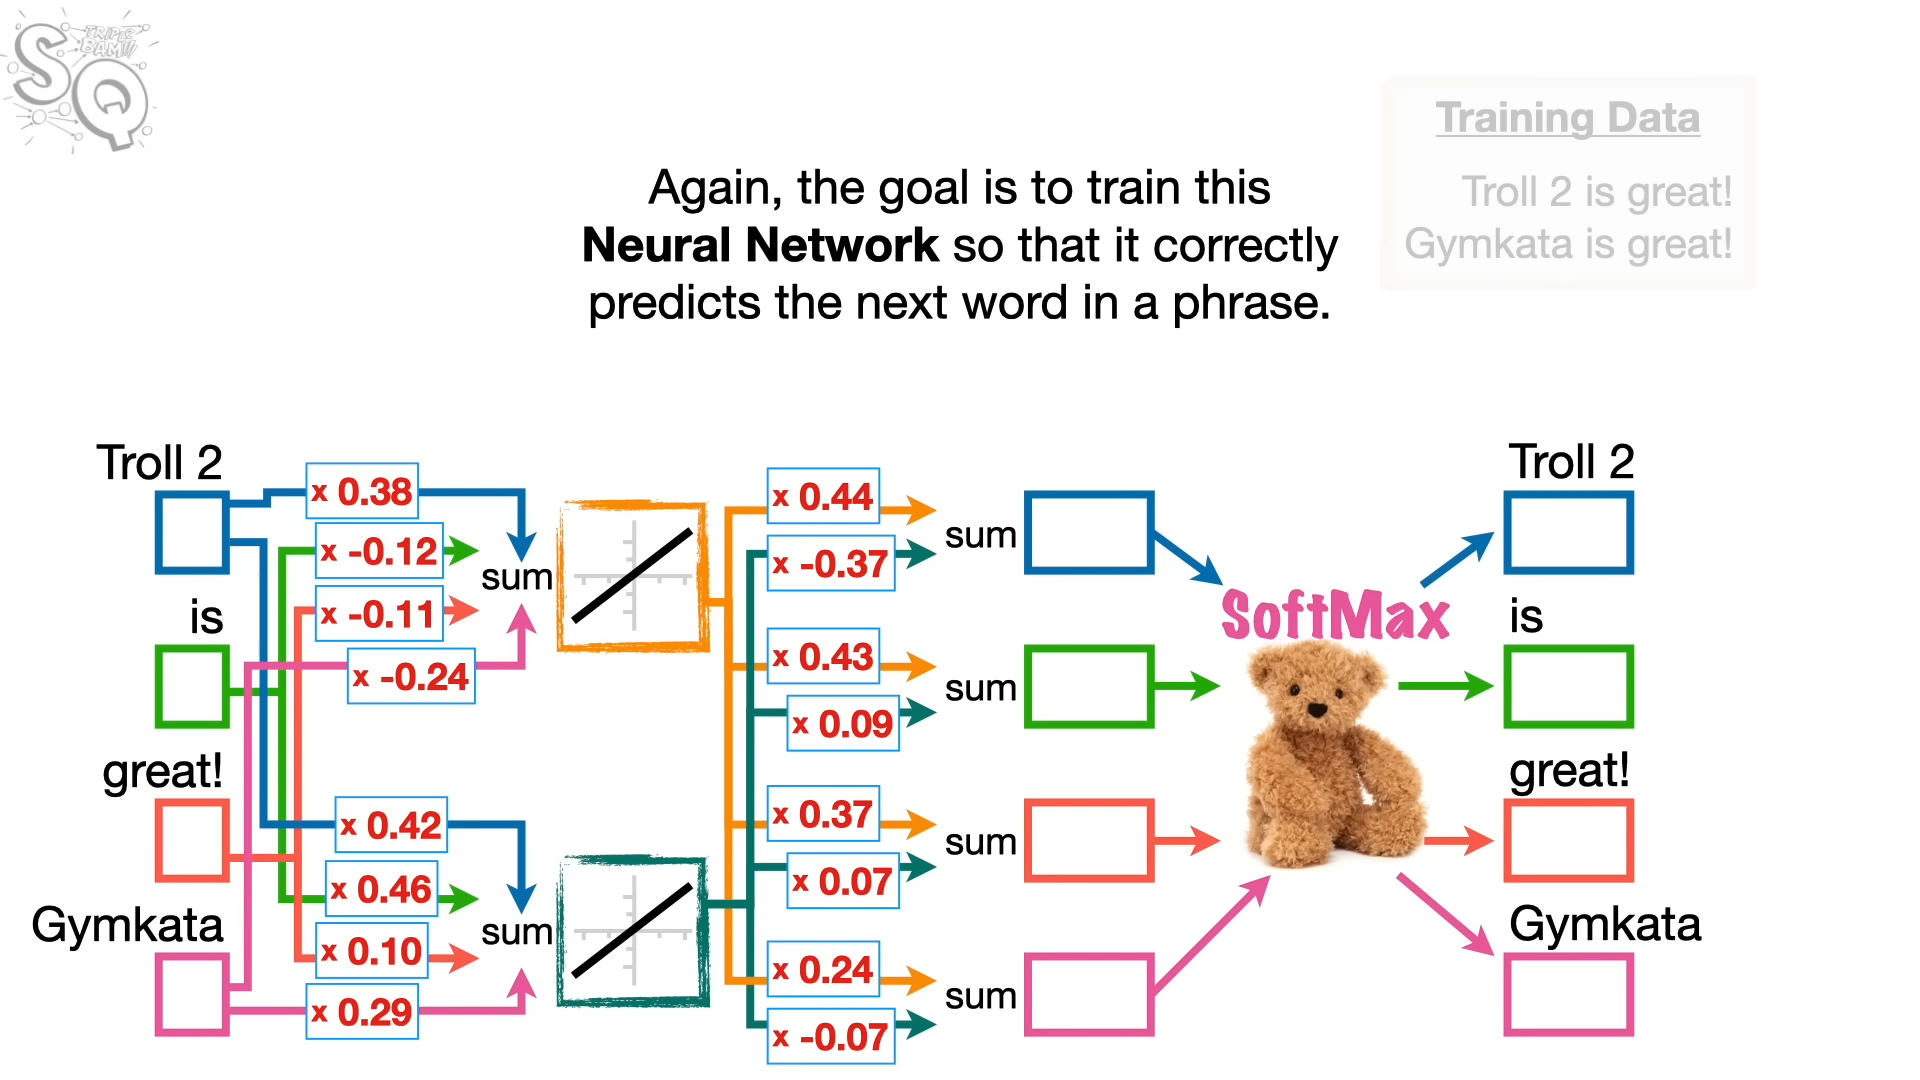 SQ
TRIPLE
BAM!!!
Training Data
Troll 2 is great!
Gymkata is great!
Again, the goal is to train this
Neural Network so that it correctly
predicts the next word in a phrase.
Troll 2
is
great!
Gymkata
x 0.38
x -0.12
x -0.11
x -0.24
sum
x 0.42
x 0.46
x 0.10
x 0.29
sum
x 0.44
x -0.37
sum
x 0.43
x 0.09
sum
x 0.37
x 0.07
sum
x 0.24
x -0.07
sum
SoftMax
Troll 2
is
great!
Gymkata